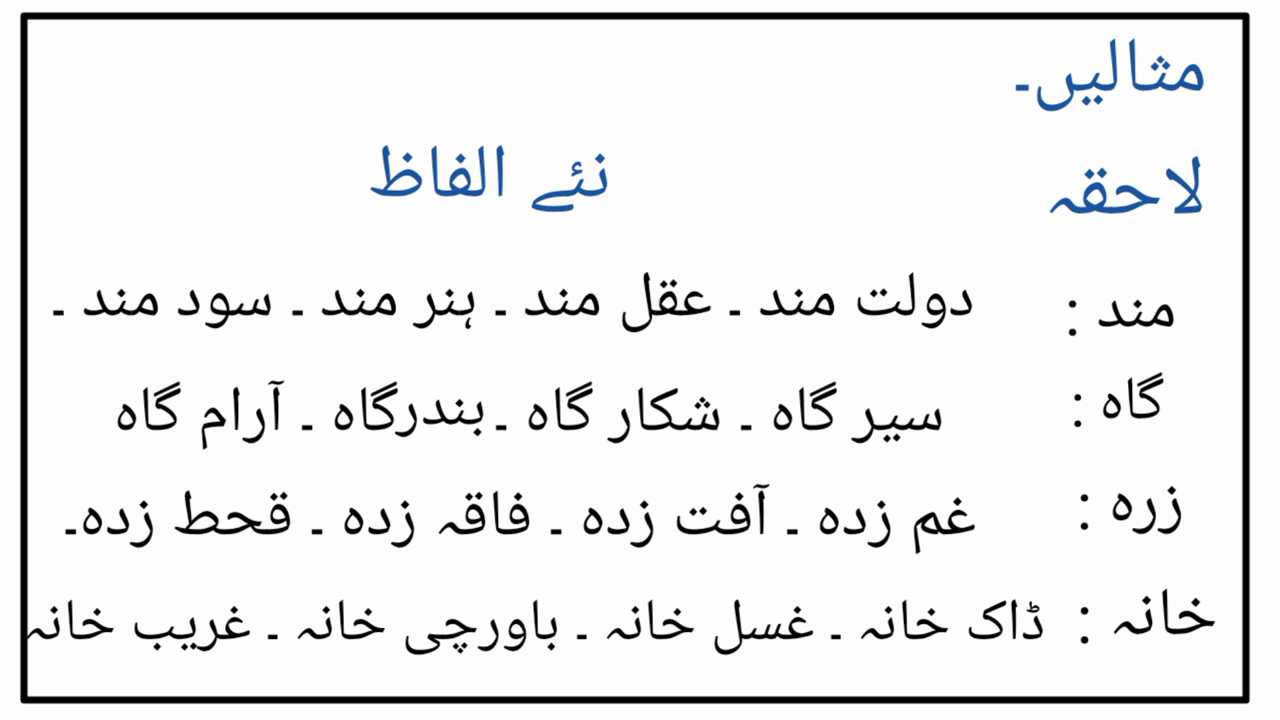 مثالیں۔
لاحقہ نئے الفاظ
مند : دولت مند ۔ عقل مند ۔ ہنر مند ۔ سود مند ۔
گاہ : سیر گاہ ۔ شکار گاہ ۔بندرگاہ ۔ آرام گاہ
زرہ : غم زدہ ۔ آفت زدہ ۔ فاقہ زدہ ۔ قحط زدہ۔
خانہ : ڈاک خانہ ۔ غسل خانہ ۔ باورچی خانہ ۔ غریب خانہ